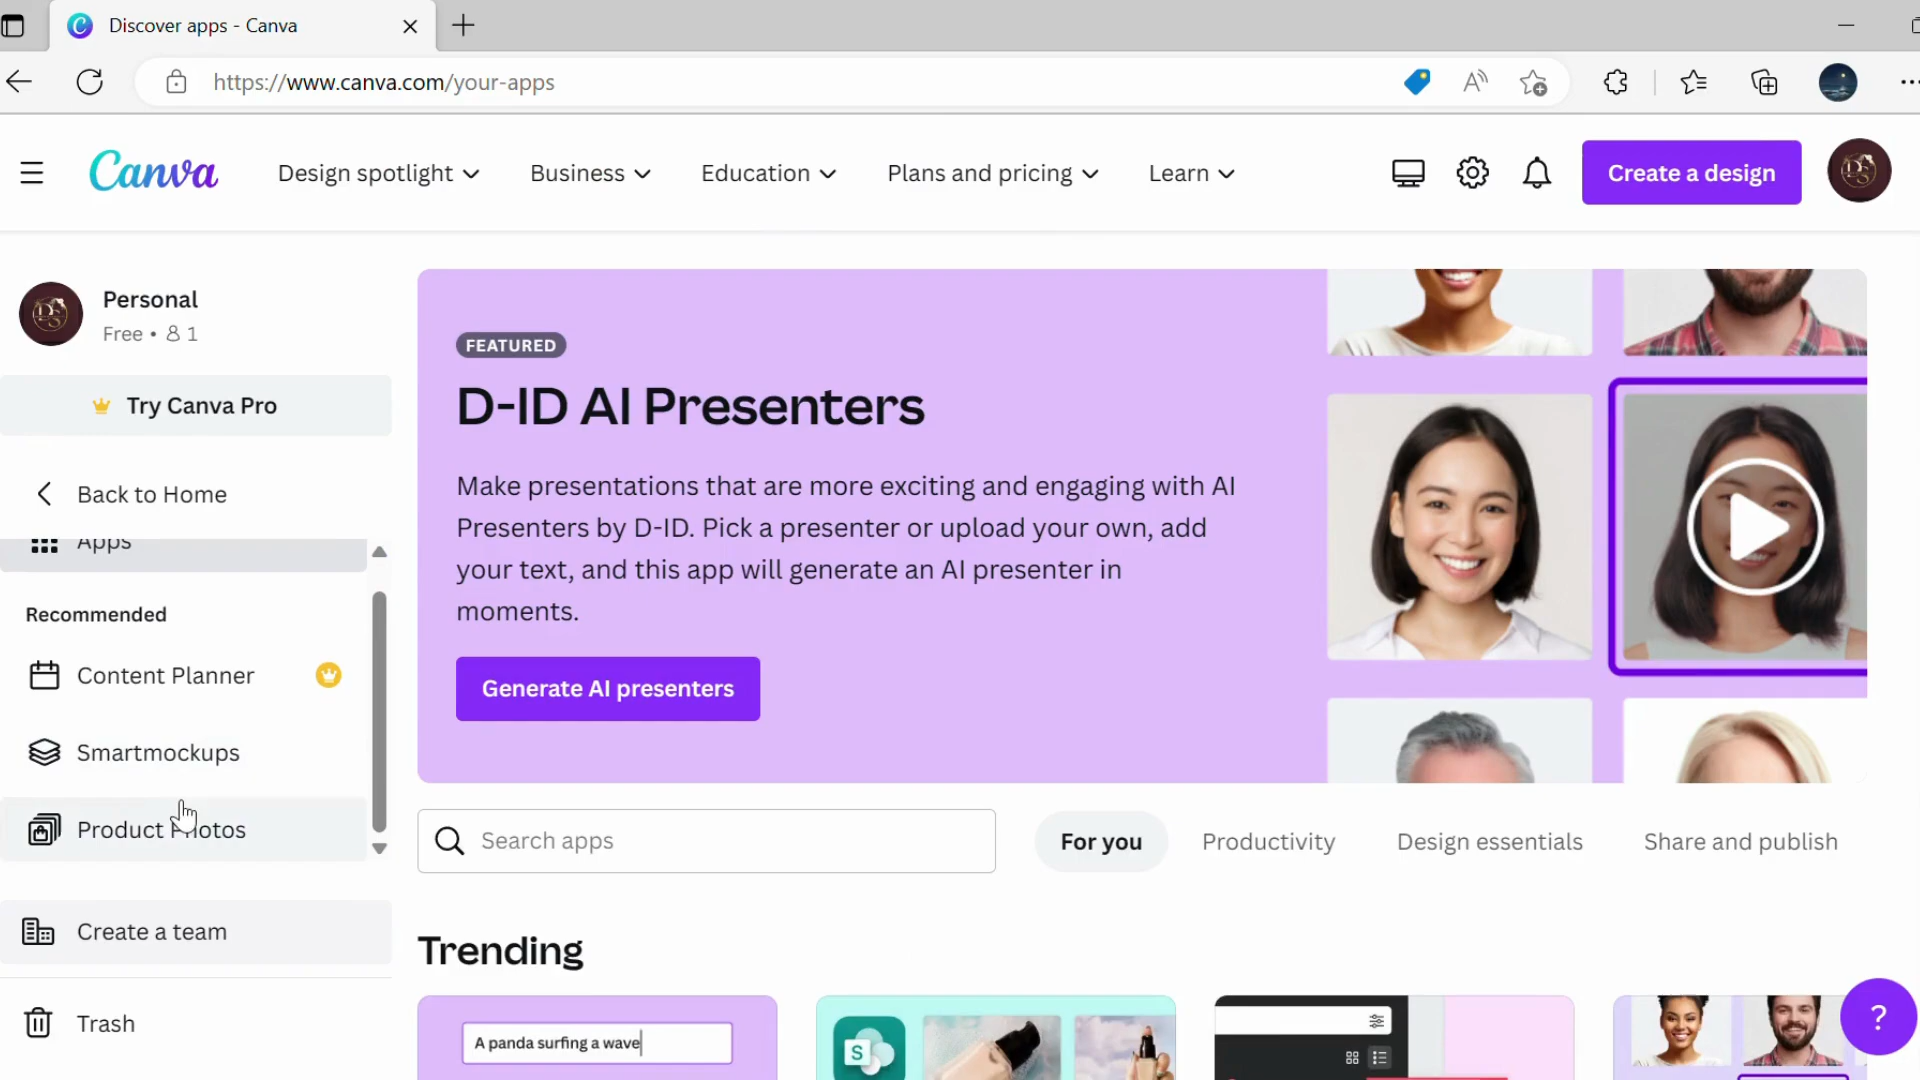 Discover apps - Canva
https://www.canva.com/your-apps
Canva
Design spotlight
Business
Education
Plans and pricing
Learn
Create a design
Personal
Free • 1
Try Canva Pro
Back to Home
Apps
Recommended
Content Planner
Smartmockups
Product Photos
Create a team
Trash
FEATURED
D-ID AI Presenters
Make presentations that are more exciting and engaging with AI
Presenters by D-ID. Pick a presenter or upload your own, add
your text, and this app will generate an AI presenter in
moments.
Generate AI presenters
Search apps
For you
Productivity
Design essentials
Share and publish
Trending
A panda surfing a wave
S
?